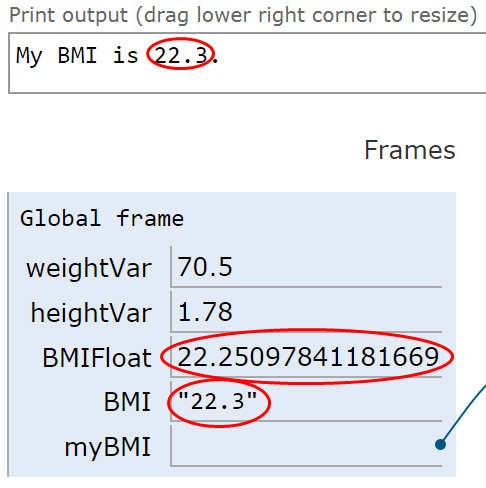 Print output (drag lower right corner to resize)
My BMI is 22.3.
Frames
Global frame
weightVar 70.5
heightVar 1.78
BMIFloat 22.25097841181669
BMI "22.3"
myBMI